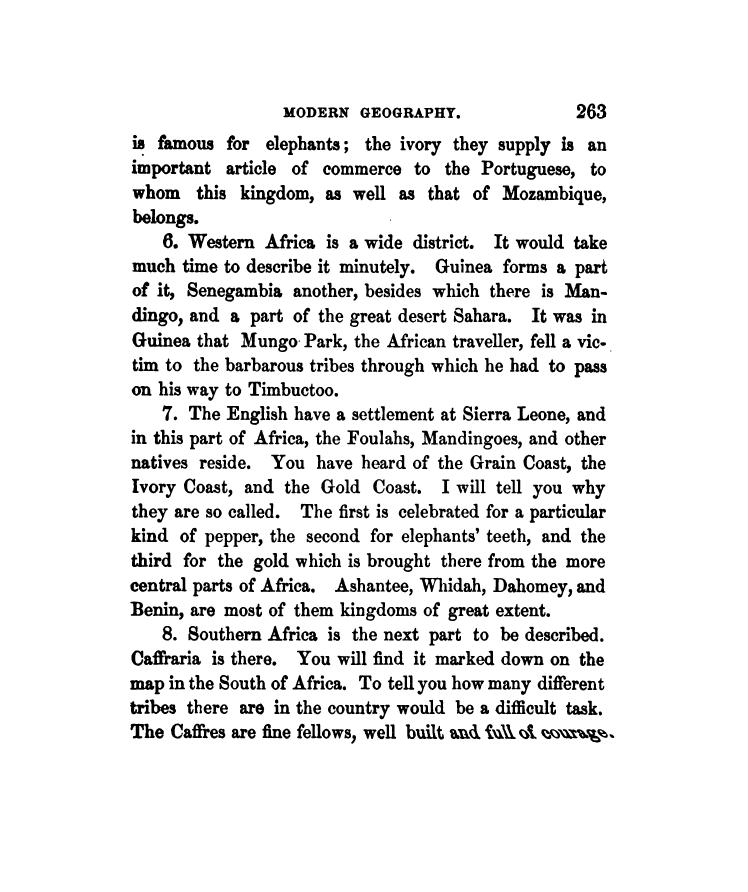 MODERN GEOGRAPHY. 263
is famous for elephants; the ivory they supply is an
important article of commerce to the Portuguese, to
whom this kingdom, as well as that of Mozambique,
belongs.
6. Western Africa is a wide district. It would take
much time to describe it minutely. Guinea forms a part
of it, Senegambia another, besides which there is Man-
dingo, and a part of the great desert Sahara. It was in
Guinea that Mungo Park, the African traveller, fell a vic-
tim to the barbarous tribes through which he had to pass
on his way to Timbuctoo.
7. The English have a settlement at Sierra Leone, and
in this part of Africa, the Foulahs, Mandingoes, and other
natives reside. You have heard of the Grain Coast, the
Ivory Coast, and the Gold Coast. I will tell you why
they are so called. The first is celebrated for a particular
kind of pepper, the second for elephants' teeth, and the
third for the gold which is brought there from the more
central parts of Africa. Ashantee, Whidah, Dahomey, and
Benin, are most of them kingdoms of great extent.
8. Southern Africa is the next part to be described.
Caffraria is there. You will find it marked down on the
map in the South of Africa. To tell you how many different
tribes there are in the country would be a difficult task.
The Caffres are fine fellows, well built and full of courage.